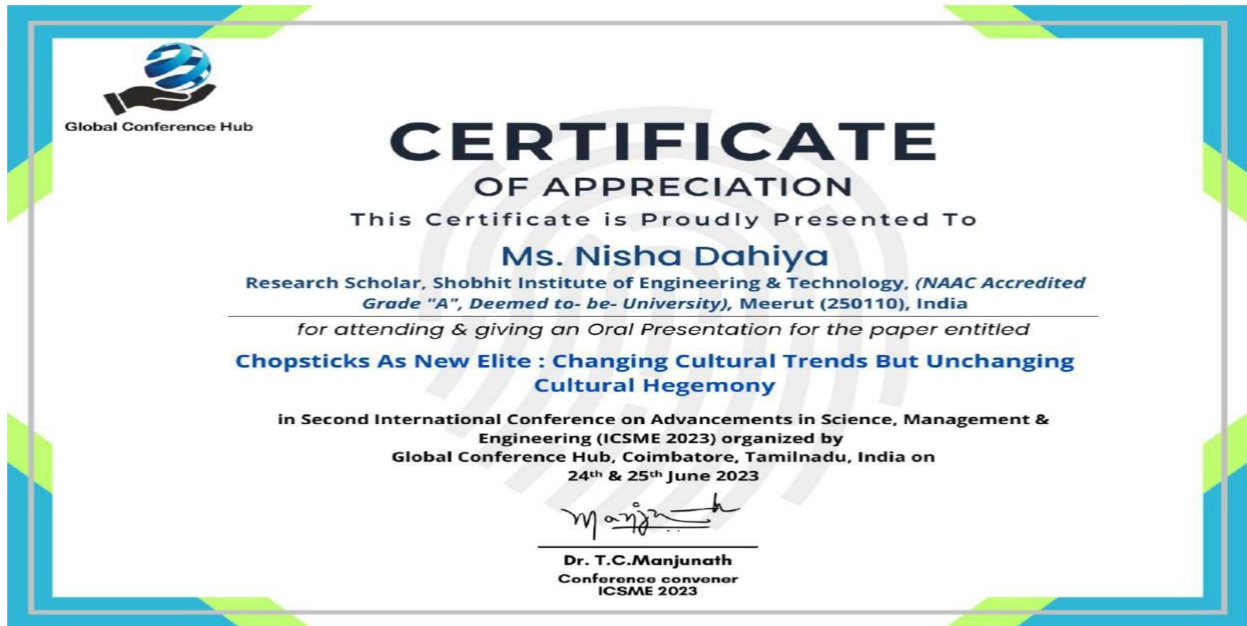 Global Conference Hub
CERTIFICATE
OF APPRECIATION
This Certificate is Proudly Presented To
Ms. Nisha Dahiya
Research Scholar, Shobhit Institute of Engineering & Technology, (NAAC Accredited
Grade "A", Deemed to- be- University), Meerut (250110), India
for attending & giving an Oral Presentation for the paper entitled
Chopsticks As New Elite : Changing Cultural Trends But Unchanging
Cultural Hegemony
in Second International Conference on Advancements in Science, Management &
Engineering (ICSME 2023) organized by
Global Conference Hub, Coimbatore, Tamilnadu, India on
24th & 25th June 2023
Manjunath
Dr. T.C.Manjunath
Conference convener
ICSME 2023